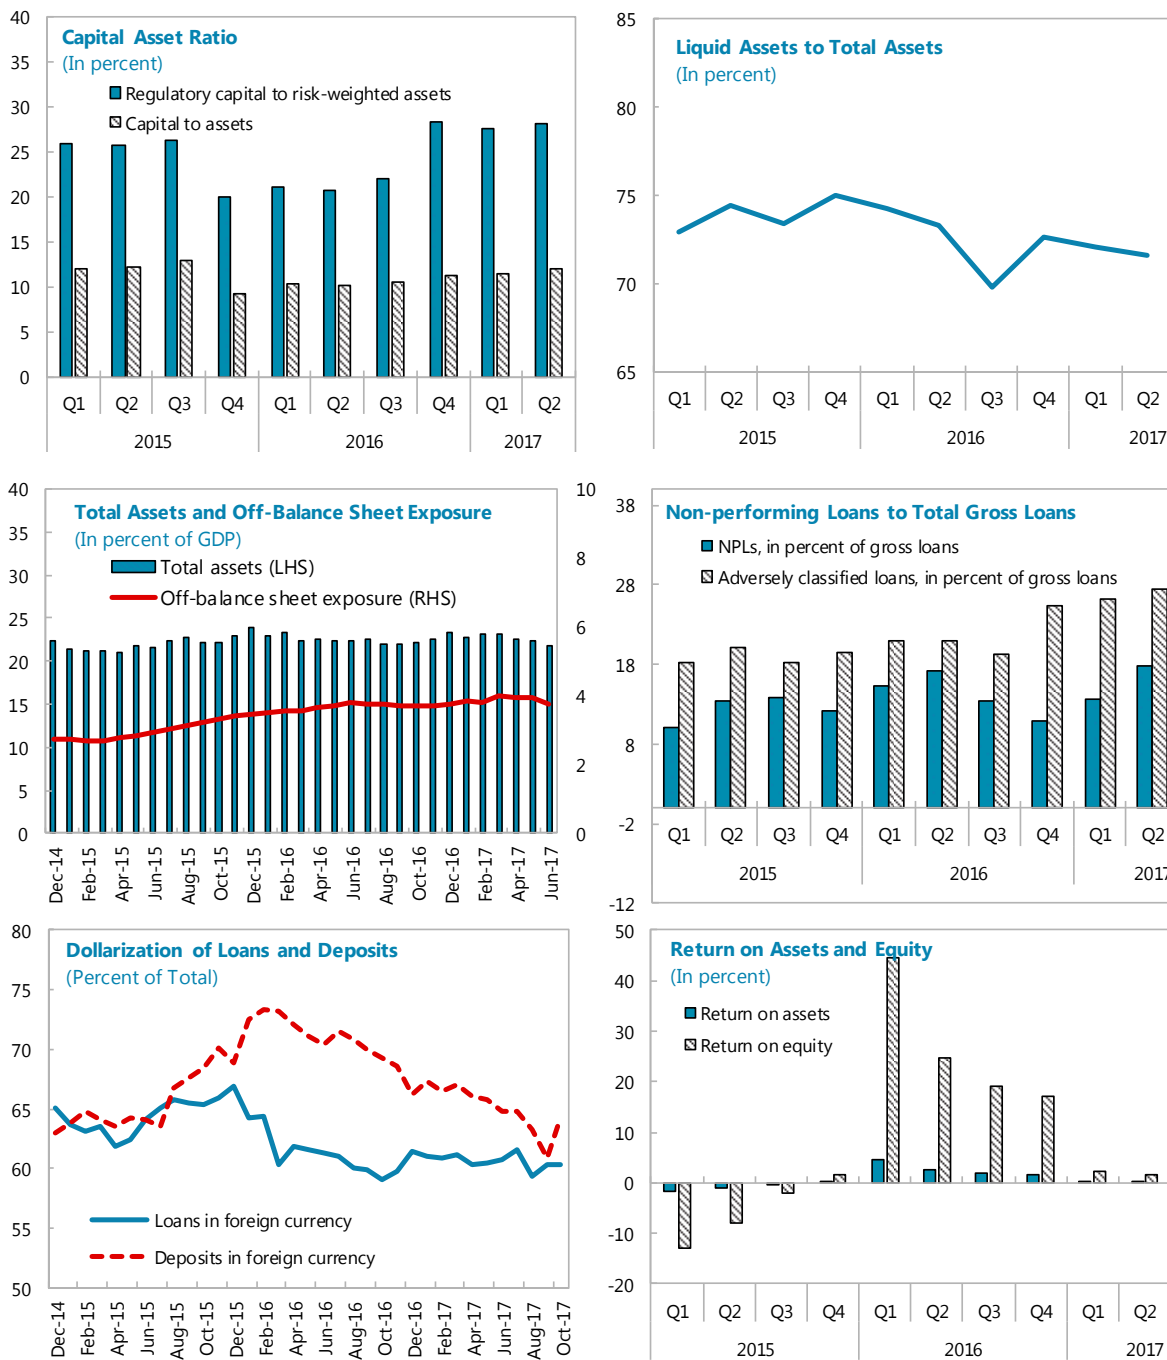 Capital Asset Ratio
(In percent)
Regulatory capital to risk-weighted assets
Capital to assets
40
35
30
25
20
15
10
5
0
Q1 Q2 Q3 Q4 Q1 Q2 Q3 Q4 Q1 Q2
2015 2016 2017
Liquid Assets to Total Assets
(In percent)
85
80
75
70
65
Q1 Q2 Q3 Q4 Q1 Q2 Q3 Q4 Q1 Q2
2015 2016 2017
Total Assets and Off-Balance Sheet Exposure
(In percent of GDP)
Total assets (LHS)
Off-balance sheet exposure (RHS)
40
35
30
25
20
15
10
5
0
10
8
6
4
2
0
Dec-14 Feb-15 Apr-15 Jun-15 Aug-15 Oct-15 Dec-15 Feb-16 Apr-16 Jun-16 Aug-16 Oct-16 Dec-16 Feb-17 Apr-17 Jun-17
Non-performing Loans to Total Gross Loans
NPLs, in percent of gross loans
Adversely classified loans, in percent of gross loans
38
28
18
8
-2
-12
Q1 Q2 Q3 Q4 Q1 Q2 Q3 Q4 Q1 Q2
2015 2016 2017
Dollarization of Loans and Deposits
(Percent of Total)
80
75
70
65
60
55
50
Loans in foreign currency
Deposits in foreign currency
Dec-14 Feb-15 Apr-15 Jun-15 Aug-15 Oct-15 Dec-15 Feb-16 Apr-16 Jun-16 Aug-16 Oct-16 Dec-16 Feb-17 Apr-17 Jun-17 Aug-17 Oct-17
Return on Assets and Equity
(In percent)
Return on assets
Return on equity
50
40
30
20
10
0
-10
-20
Q1 Q2 Q3 Q4 Q1 Q2 Q3 Q4 Q1 Q2
2015 2016 2017